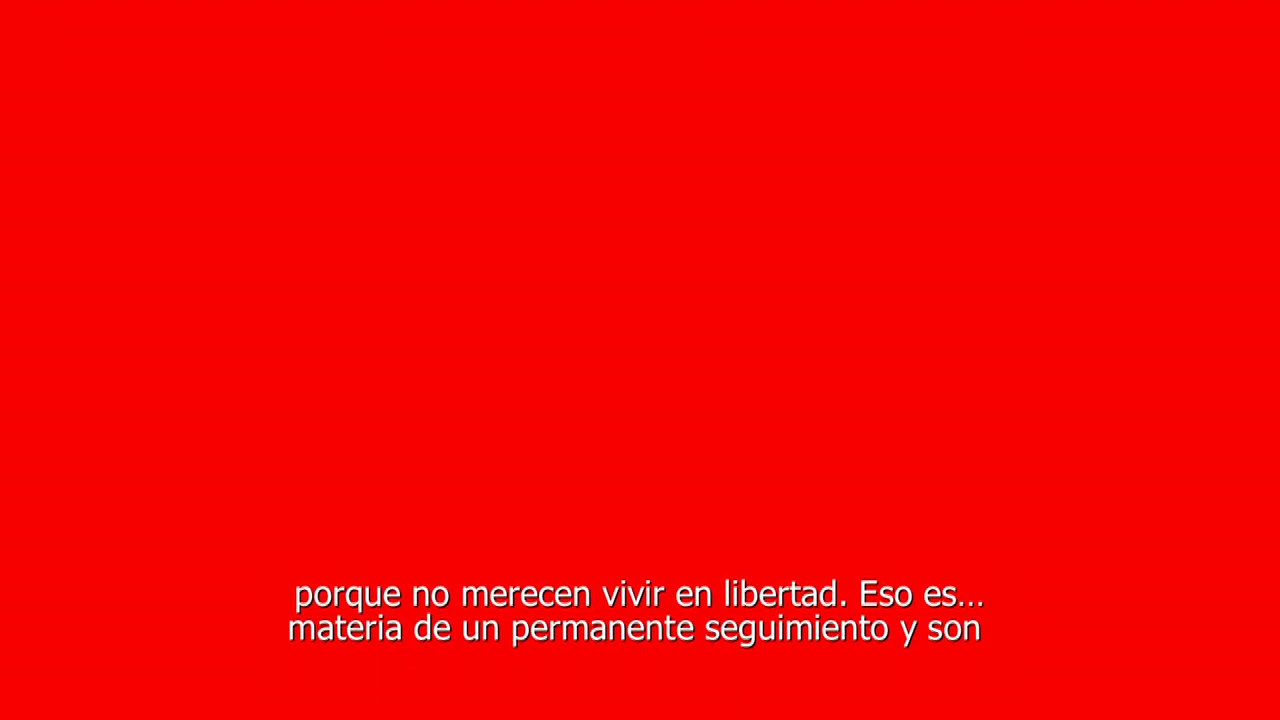 porque no merecen vivir en libertad. Eso es...
materia de un permanente seguimiento y son